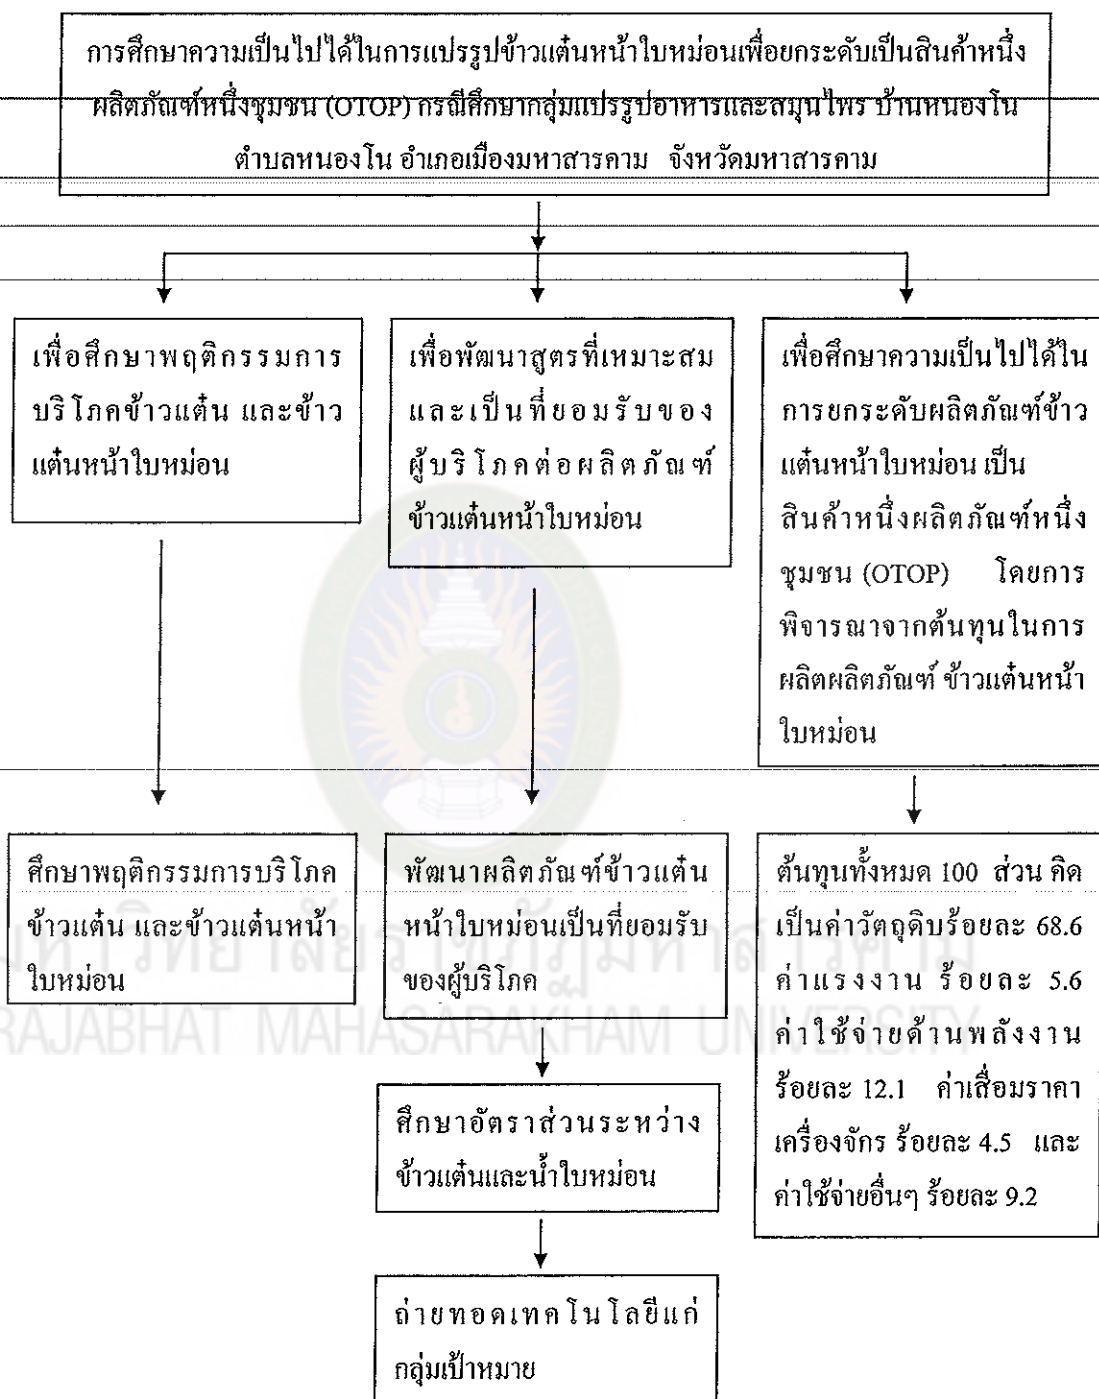 การศึกษาความเป็นไปได้ในการแปรรูปข้าวแต๋นหน้าใบหม่อนเพื่อยกระดับเป็นสินค้าหนึ่ง
ผลิตภัณฑ์หนึ่งชุมชน (OTOP) กรณีศึกษากลุ่มแปรรูปอาหารและสมุนไพร บ้านหนองโน
ตำบลหนองโน อำเภอเมืองมหาสารคาม จังหวัดมหาสารคาม
เพื่อศึกษาพฤติกรรมการ
บริโภคข้าวแต๋น และข้าว
แต๋นหน้าใบหม่อน
เพื่อพัฒนาสูตรที่เหมาะสม
และเป็นที่ยอมรับของ
ผู้บริโภคต่อผลิตภัณฑ์
ข้าวแต๋นหน้าใบหม่อน
เพื่อศึกษาความเป็นไปได้ใน
การยกระดับผลิตภัณฑ์ข้าว
แต๋นหน้าใบหม่อน เป็น
สินค้าหนึ่งผลิตภัณฑ์หนึ่ง
ชุมชน (OTOP) โดยการ
พิจารณาจากต้นทุนในการ
ผลิตผลิตภัณฑ์ ข้าวแต๋นหน้า
ใบหม่อน
ศึกษาพฤติกรรมการบริโภค
ข้าวแต๋น และข้าวแต๋นหน้า
ใบหม่อน
พัฒนาผลิตภัณฑ์ข้าวแต๋น
หน้าใบหม่อนเป็นที่ยอมรับ
ของผู้บริโภค
ต้นทุนทั้งหมด 100 ส่วน คิด
เป็นค่าวัตถุดิบร้อยละ 68.6
ค่าแรงงาน ร้อยละ 5.6
ค่าใช้จ่ายด้านพลังงาน
ร้อยละ 12.1 ค่าเสื่อมราคา
เครื่องจักร ร้อยละ 4.5 และ
ค่าใช้จ่ายอื่นๆ ร้อยละ 9.2
ศึกษาอัตราส่วนระหว่าง
ข้าวแต๋นและน้ำใบหม่อน
ถ่ายทอดเทคโนโลยีแก่
กลุ่มเป้าหมาย
มหาวิทยาลัยราชภัฏมหาสารคาม
RAJABHAT MAHASARAKHAM UNIVERSITY